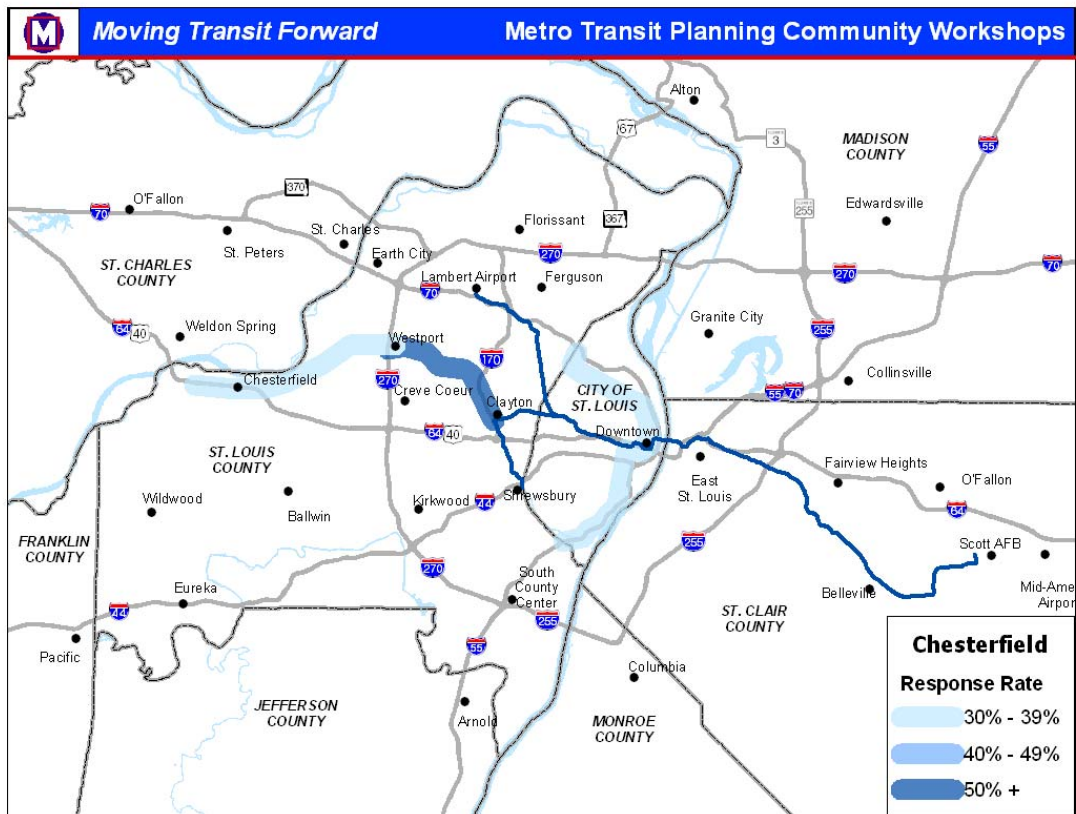 M
Moving Transit Forward
Metro Transit Planning Community Workshops
Alton
67
3
MADISON
COUNTY
55
370
O'Fallon
70
St. Peters
St. Charles
Earth City
Florissant
367
255
Edwardsville
270
270
70
ST. CHARLES
COUNTY
Lambert Airport
70
Ferguson
64
40
Weldon Spring
Westport
170
Granite City
255
Chesterfield
270
Creve Coeur
Clayton
CITY OF
ST. LOUIS
55
70
Collinsville
64
40
Downtown
ST. LOUIS
COUNTY
East
St. Louis
Fairview Heights
O'Fallon
64
Wildwood
Ballwin
Kirkwood
44
Shrewsbury
FRANKLIN
COUNTY
255
Scott AFB
270
Eureka
44
South
County
Center
255
Belleville
Mid-Ame
Airpor
ST. CLAIR
COUNTY
Pacific
55
Columbia
JEFFERSON
COUNTY
Arnold
MONROE
COUNTY
Chesterfield
Response Rate
30% - 39%
40% - 49%
50% +